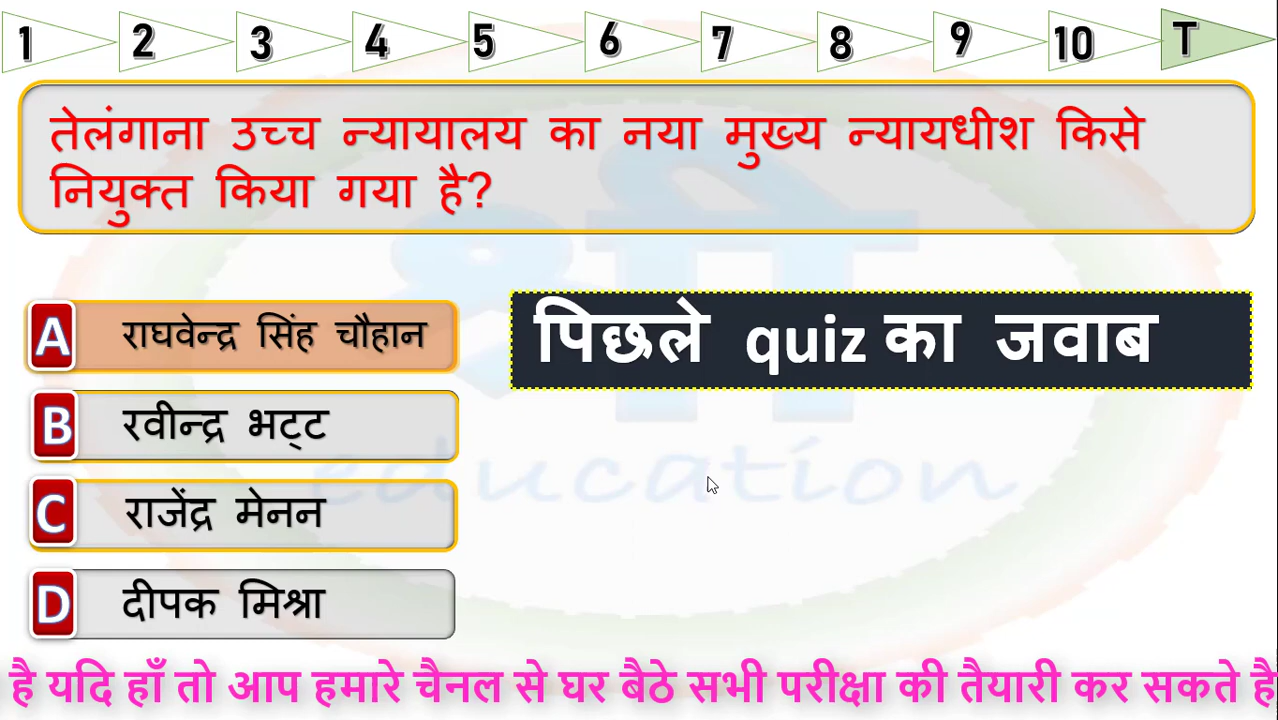 1 2 3 4 5 6 7 8 9 10 T
तेलंगाना उच्च न्यायालय का नया मुख्य न्यायधीश किसे
नियुक्त किया गया है?
A राघवेन्द्र सिंह चौहान
पिछले quiz का जवाब
B रवीन्द्र भट्ट
C राजेंद्र मेनन
D दीपक मिश्रा
श्री
education
है यदि हाँ तो आप हमारे चैनल से घर बैठे सभी परीक्षा की तैयारी कर सकते है